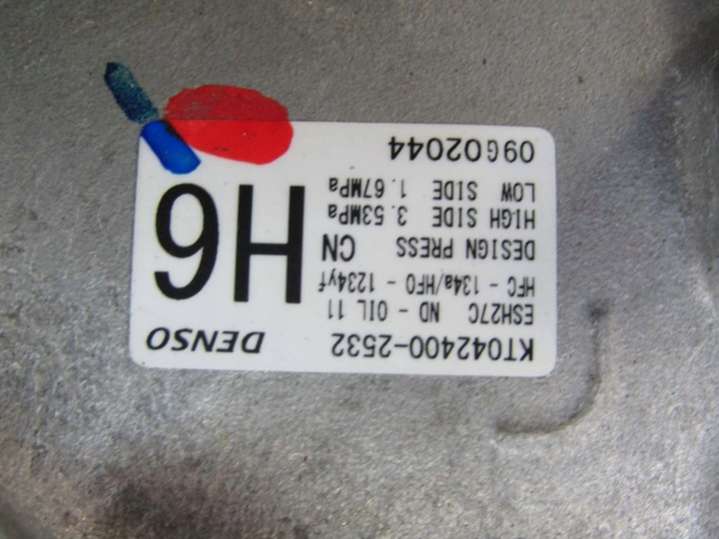 KT042400-2532 DENSO
ESH27C ND - OIL 11
HFC - 134a/HFO - 1234yf
DESIGN PRESS CN
HIGH SIDE 3.53MPa
LOW SIDE 1.67MPa
H6
09G02044